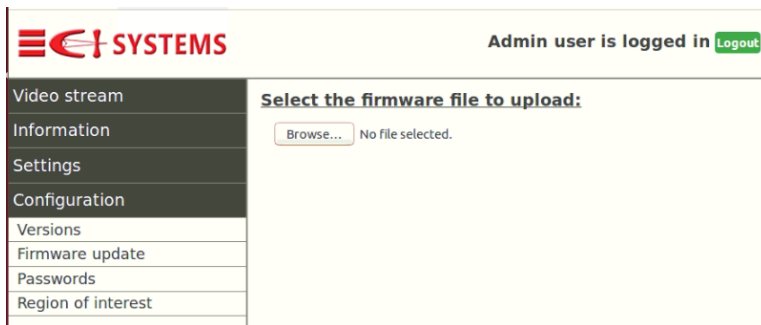 ECI SYSTEMS
Admin user is logged in Logout
Video stream
Information
Settings
Configuration
Versions
Firmware update
Passwords
Region of interest
Select the firmware file to upload:
Browse... No file selected.